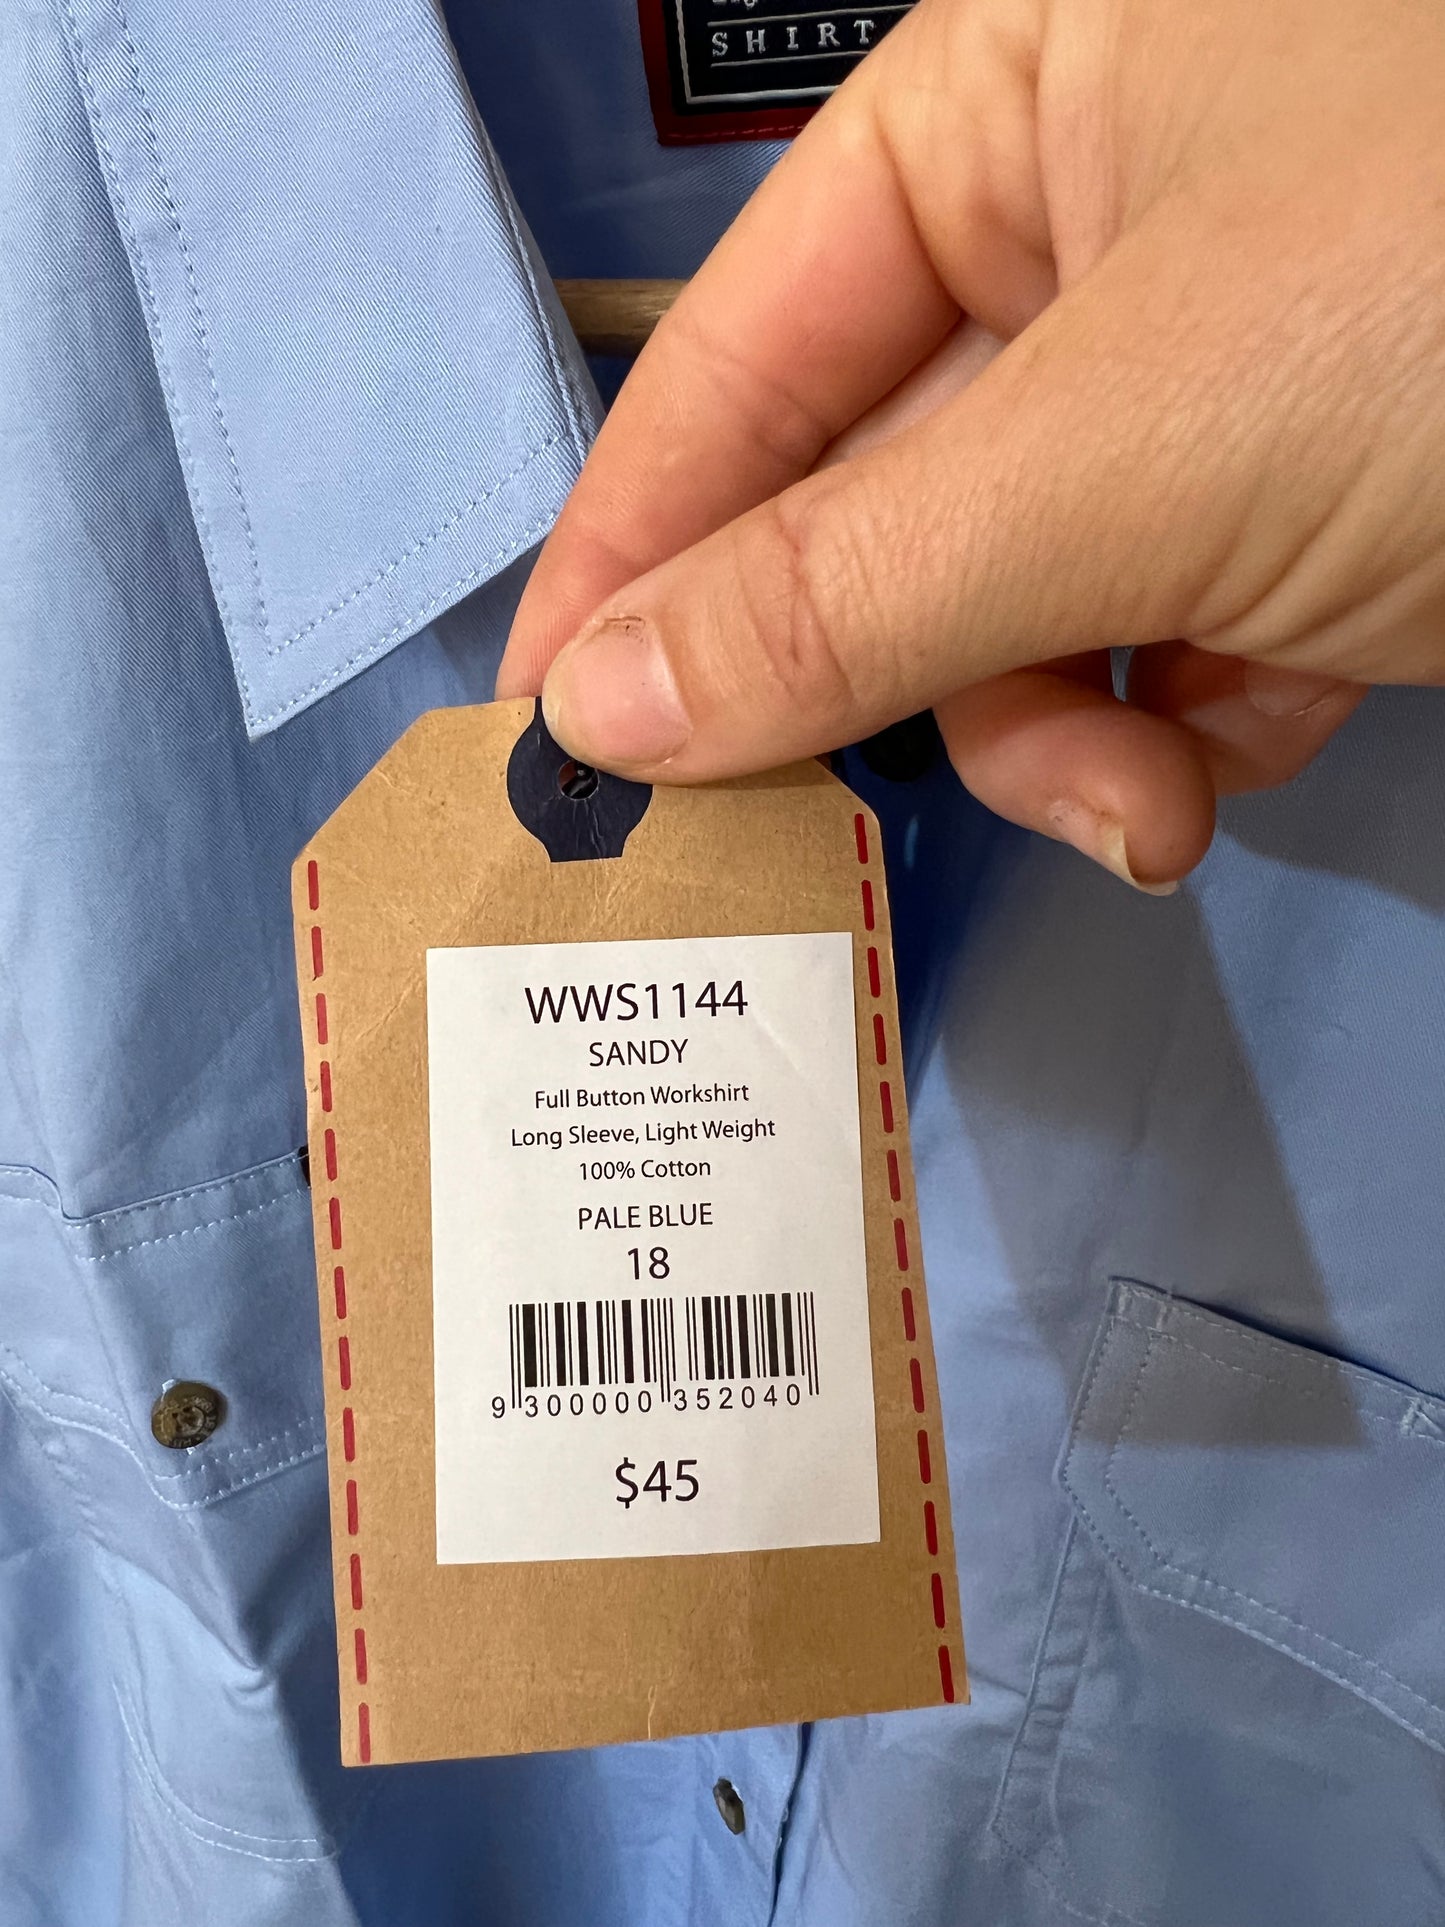 SHIRT
WWS1144
SANDY
Full Button Workshirt
Long Sleeve, Light Weight
100% Cotton
PALE BLUE
18
9 300000 352040
$45